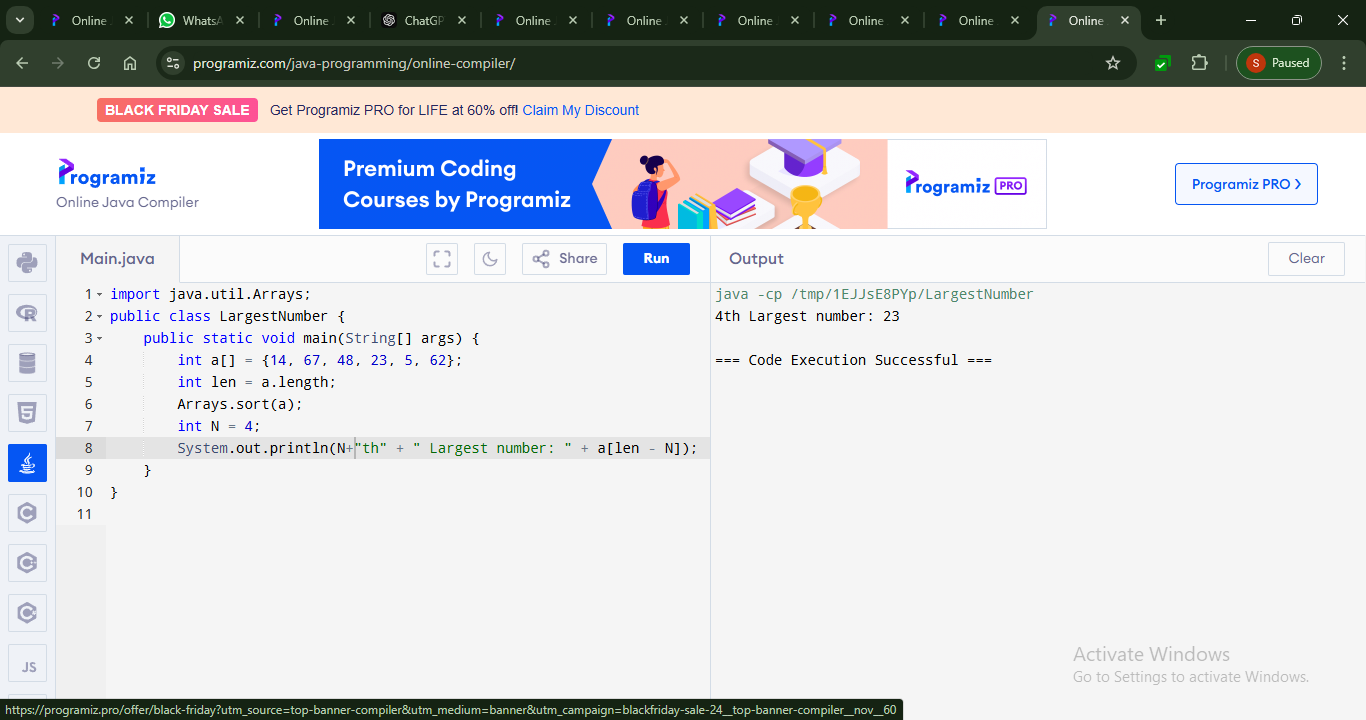 Online J
WhatsA
Online J
ChatGP
Online J
Online J
Online J
Online
Online
Online
programiz.com/java-programming/online-compiler/
S Paused
BLACK FRIDAY SALE Get Programiz PRO for LIFE at 60% off! Claim My Discount
Programiz
Online Java Compiler
Premium Coding
Courses by Programiz
Programiz PRO
Programiz PRO >
Main.java
Share
Run
Output
Clear
1 import java.util.Arrays;
2 public class LargestNumber {
3 public static void main(String[] args) {
4 int a[] = {14, 67, 48, 23, 5, 62};
5 int len = a.length;
6 Arrays.sort(a);
7 int N = 4;
8 System.out.println(N+"th" + " Largest number: " + a[len - N]);
9 }
10 }
11
java -cp /tmp/1EJJsE8PYp/LargestNumber
4th Largest number: 23
=== Code Execution Successful ===
R
5
C
C
C
JS
Activate Windows
Go to Settings to activate Windows.
https://programiz.pro/offer/black-friday?utm_source=top-banner-compiler&utm_medium=banner&utm_campaign=blackfriday-sale-24__top-banner-compiler__nov__60